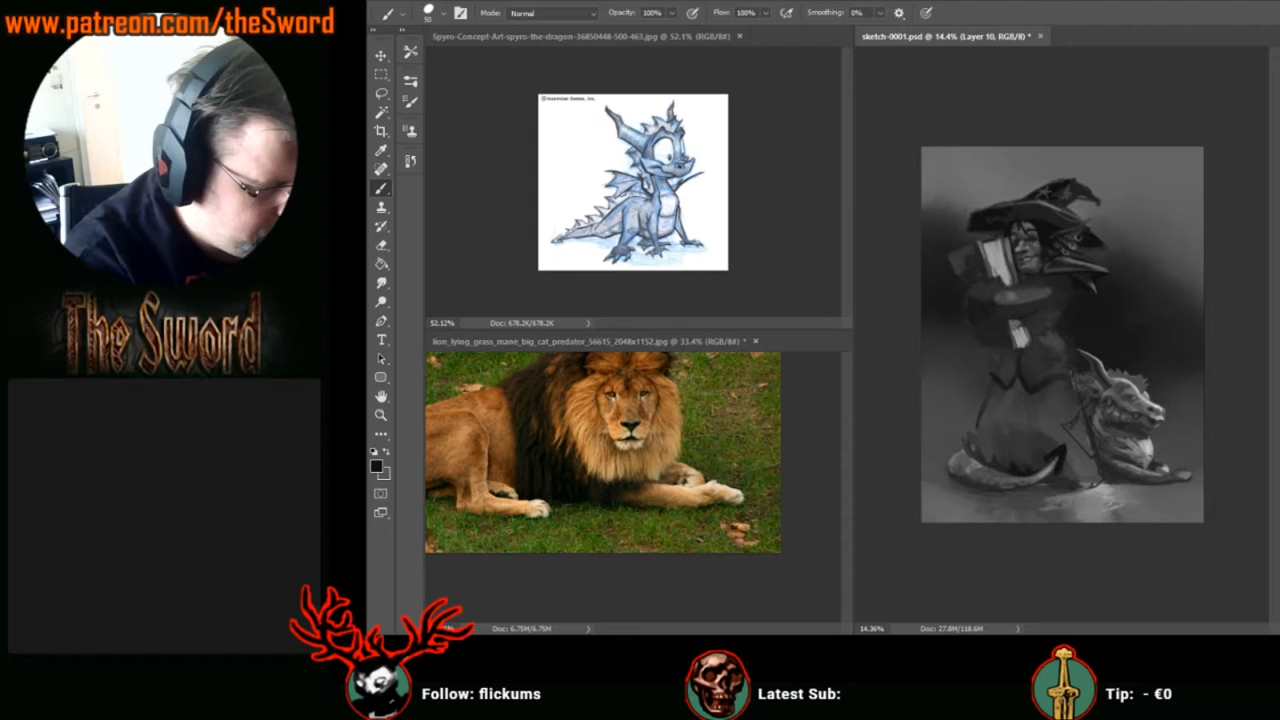 www.patreon.com/theSword
The Sword
50
Mode: Normal
Opacity: 100%
Flow: 100%
Smoothing: 0%
Spyro-Concept-Art-spyro-the-dragon-36850448-500-463.jpg @ 52.1% (RGB/8#)
sketch-0001.psd @ 14.4% (Layer 10, RGB/8) *
52.12%
Doc: 678.2K/678.2K
lion_lying_grass_mane_big_cat_predator_56615_2048x1152.jpg @ 33.4% (RGB/8#) *
Doc: 6.75M/6.75M
14.36%
Doc: 27.8M/118.6M
Follow: flickums
Latest Sub:
Tip: - €0